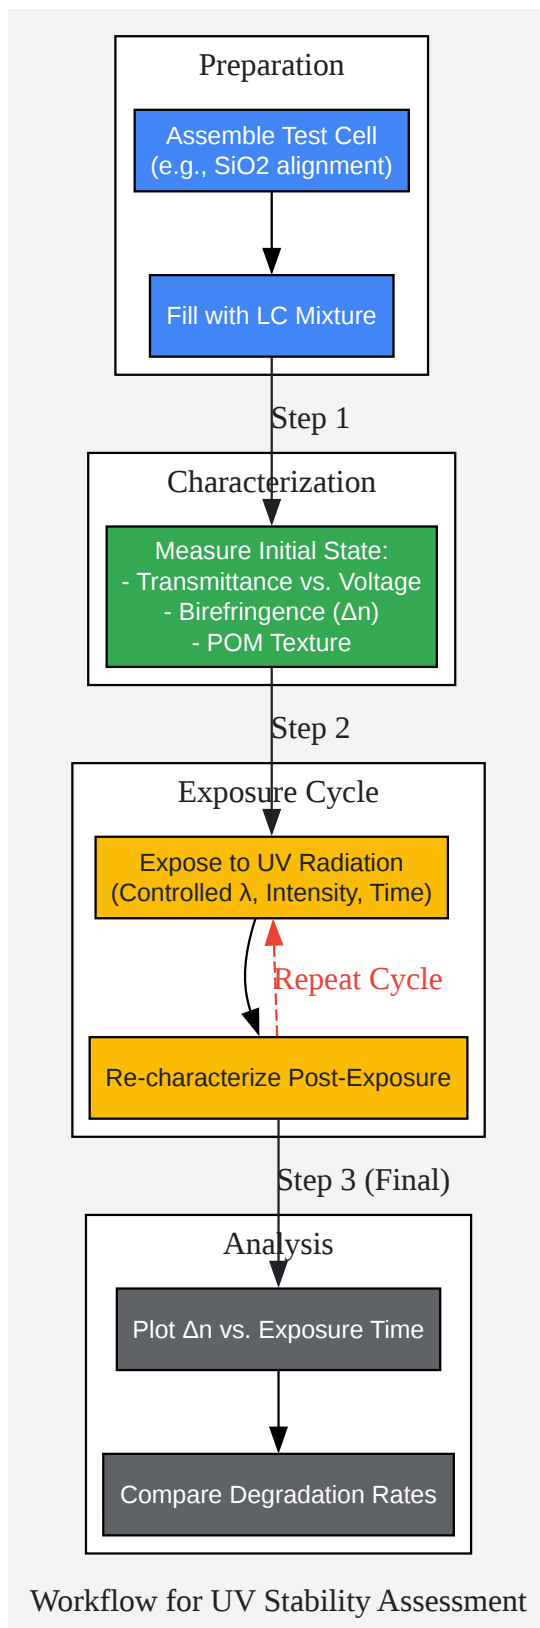 Preparation
Assemble Test Cell
(e.g., SiO2 alignment)
Fill with LC Mixture
Step 1
Characterization
Measure Initial State:
- Transmittance vs. Voltage
- Birefringence (Δn)
- POM Texture
Step 2
Exposure Cycle
Expose to UV Radiation
(Controlled λ, Intensity, Time)
Repeat Cycle
Re-characterize Post-Exposure
Step 3 (Final)
Analysis
Plot Δn vs. Exposure Time
Compare Degradation Rates
Workflow for UV Stability Assessment